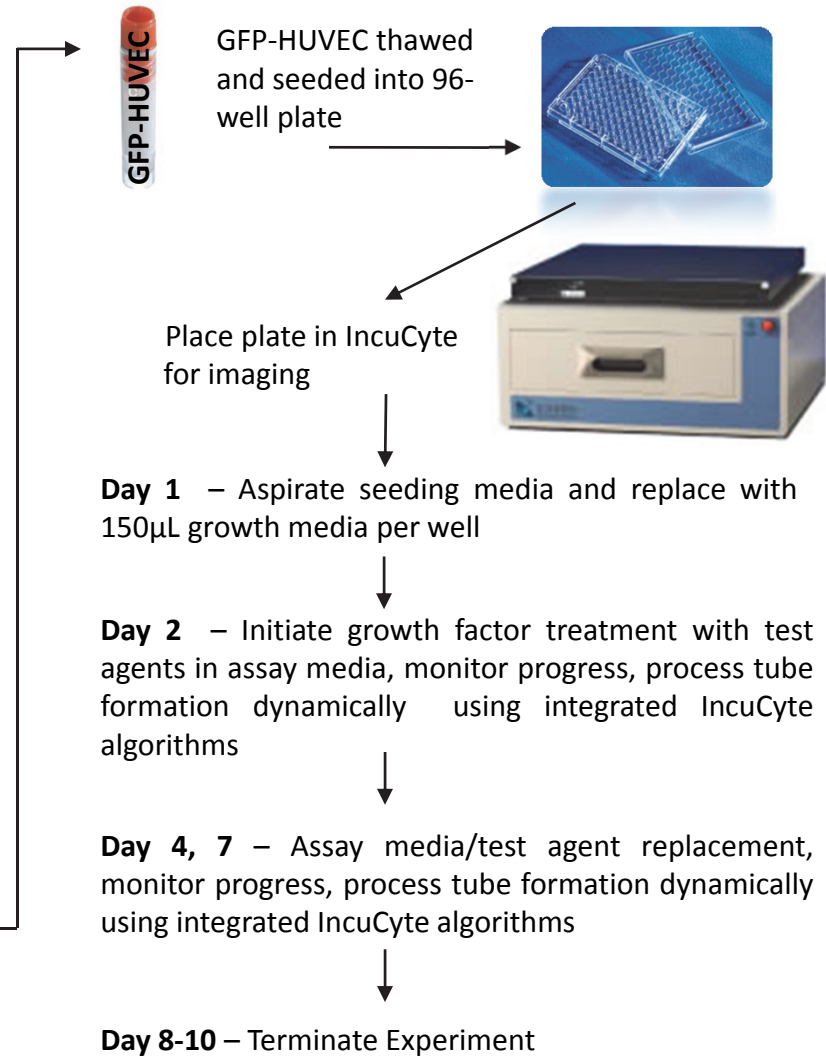 GFP-HUVEC
GFP-HUVEC thawed
and seeded into 96-
well plate
Place plate in IncuCyte
for imaging
Day 1 – Aspirate seeding media and replace with
150µL growth media per well
Day 2 – Initiate growth factor treatment with test
agents in assay media, monitor progress, process tube
formation dynamically using integrated IncuCyte
algorithms
Day 4, 7 – Assay media/test agent replacement,
monitor progress, process tube formation dynamically
using integrated IncuCyte algorithms
Day 8-10 – Terminate Experiment